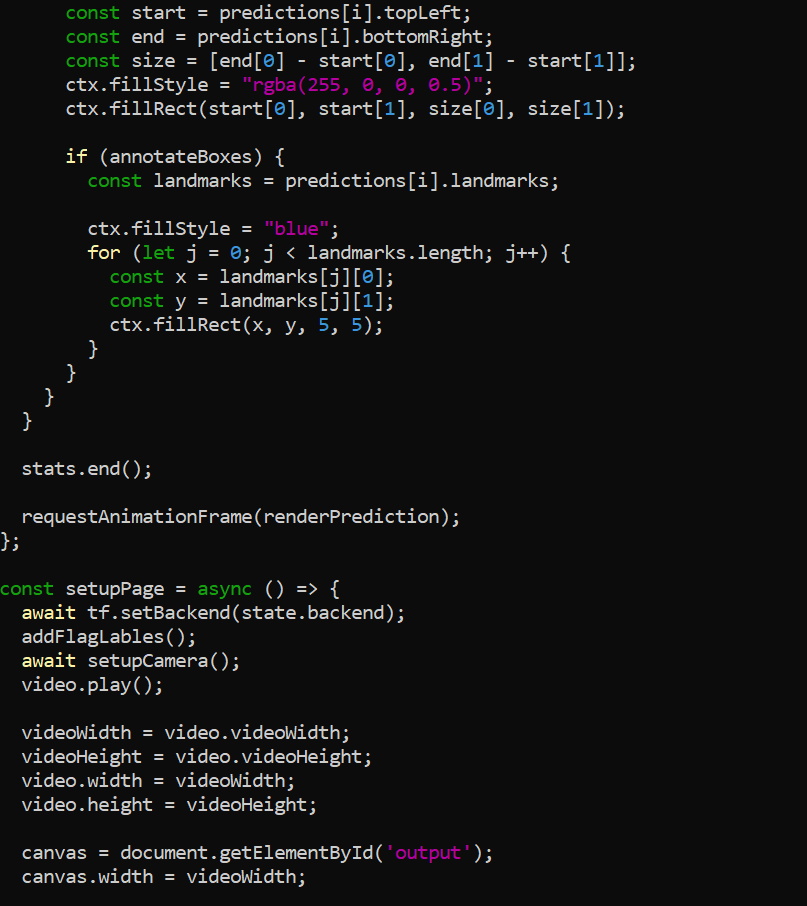 const start = predictions[i].topLeft;
const end = predictions[i].bottomRight;
const size = [end[0] - start[0], end[1] - start[1]];
ctx.fillStyle = "rgba(255, 0, 0, 0.5)";
ctx.fillRect(start[0], start[1], size[0], size[1]);
if (annotateBoxes) {
const landmarks = predictions[i].landmarks;
ctx.fillStyle = "blue";
for (let j = 0; j < landmarks.length; j++) {
const x = landmarks[j][0];
const y = landmarks[j][1];
ctx.fillRect(x, y, 5, 5);
}
}
}
}
stats.end();
requestAnimationFrame(renderPrediction);
};
const setupPage = async () => {
await tf.setBackend(state.backend);
addFlagLables();
await setupCamera();
video.play();
videoWidth = video.videoWidth;
videoHeight = video.videoHeight;
video.width = videoWidth;
video.height = videoHeight;
canvas = document.getElementById('output');
canvas.width = videoWidth;